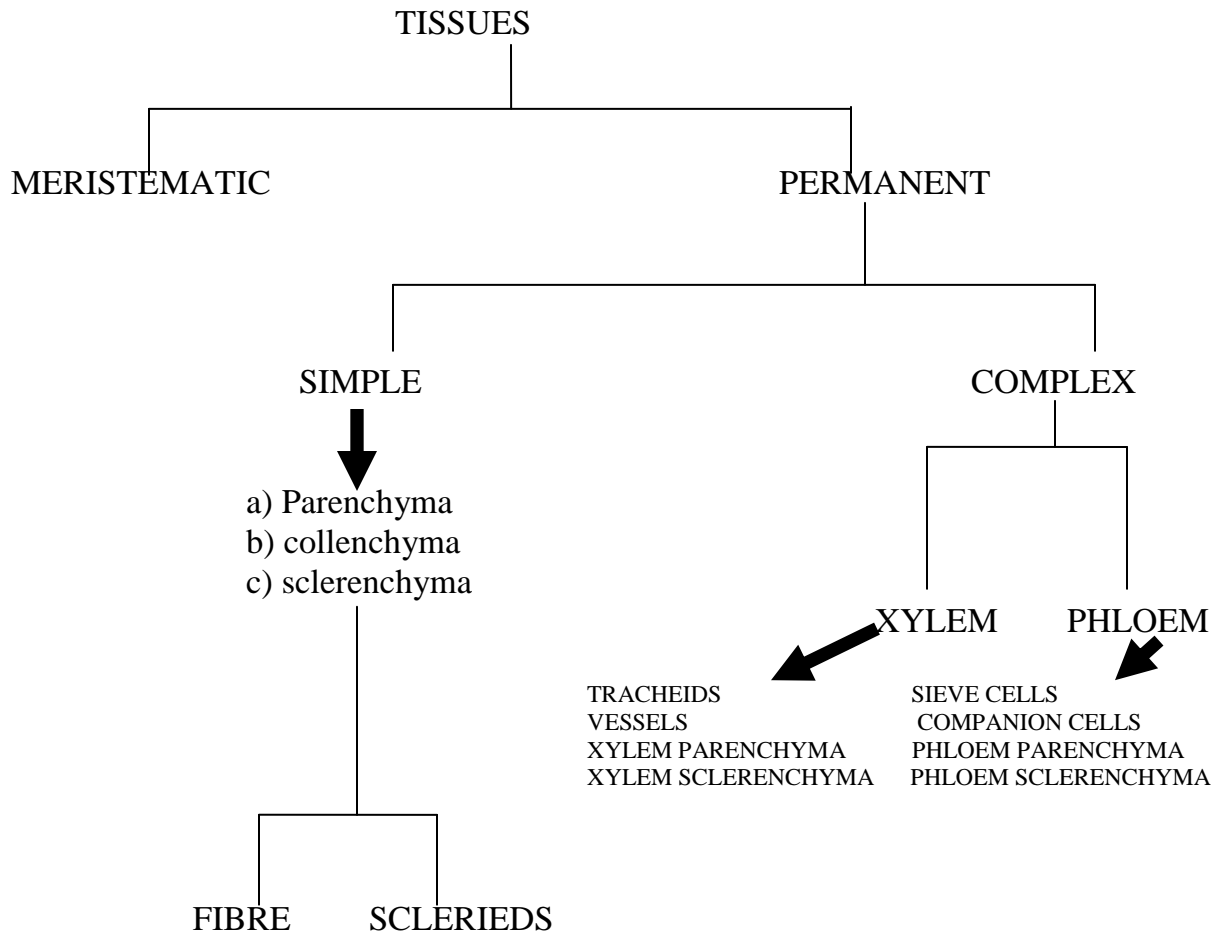 TISSUES
MERISTEMATIC
PERMANENT
SIMPLE
COMPLEX
a) Parenchyma
b) collenchyma
c) sclerenchyma
XYLEM
PHLOEM
TRACHEIDS
VESSELS
XYLEM PARENCHYMA
XYLEM SCLERENCHYMA
SIEVE CELLS
COMPANION CELLS
PHLOEM PARENCHYMA
PHLOEM SCLERENCHYMA
FIBRE
SCLERIEDS